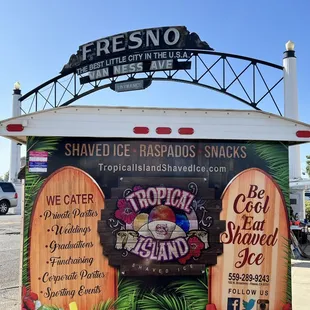 FRESNO
THE BEST LITTLE CITY IN THE U.S.A.
VAN NESS AVE
SHAVED ICE · RASPADOS · SNACKS
TropicalIslandShavedIce.com
WE CATER
Private Parties
Weddings
Graduations
Fundraising
Corporate Parties
Sporting Events
TROPICAL
ISLAND
SHAVED ICE
Be
Cool
Eat
Shaved
Ice
559-289-9243
FOLLOW US